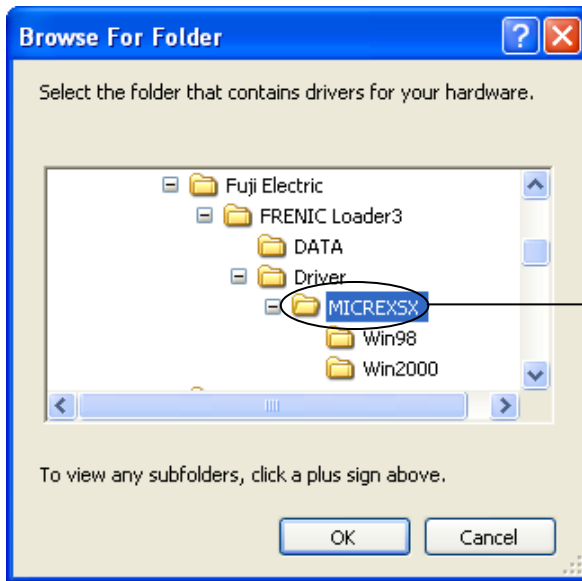 Browse For Folder
Select the folder that contains drivers for your hardware.
Fuji Electric
FRENIC Loader3
DATA
Driver
MICREXSX
Win98
Win2000
To view any subfolders, click a plus sign above.
OK Cancel